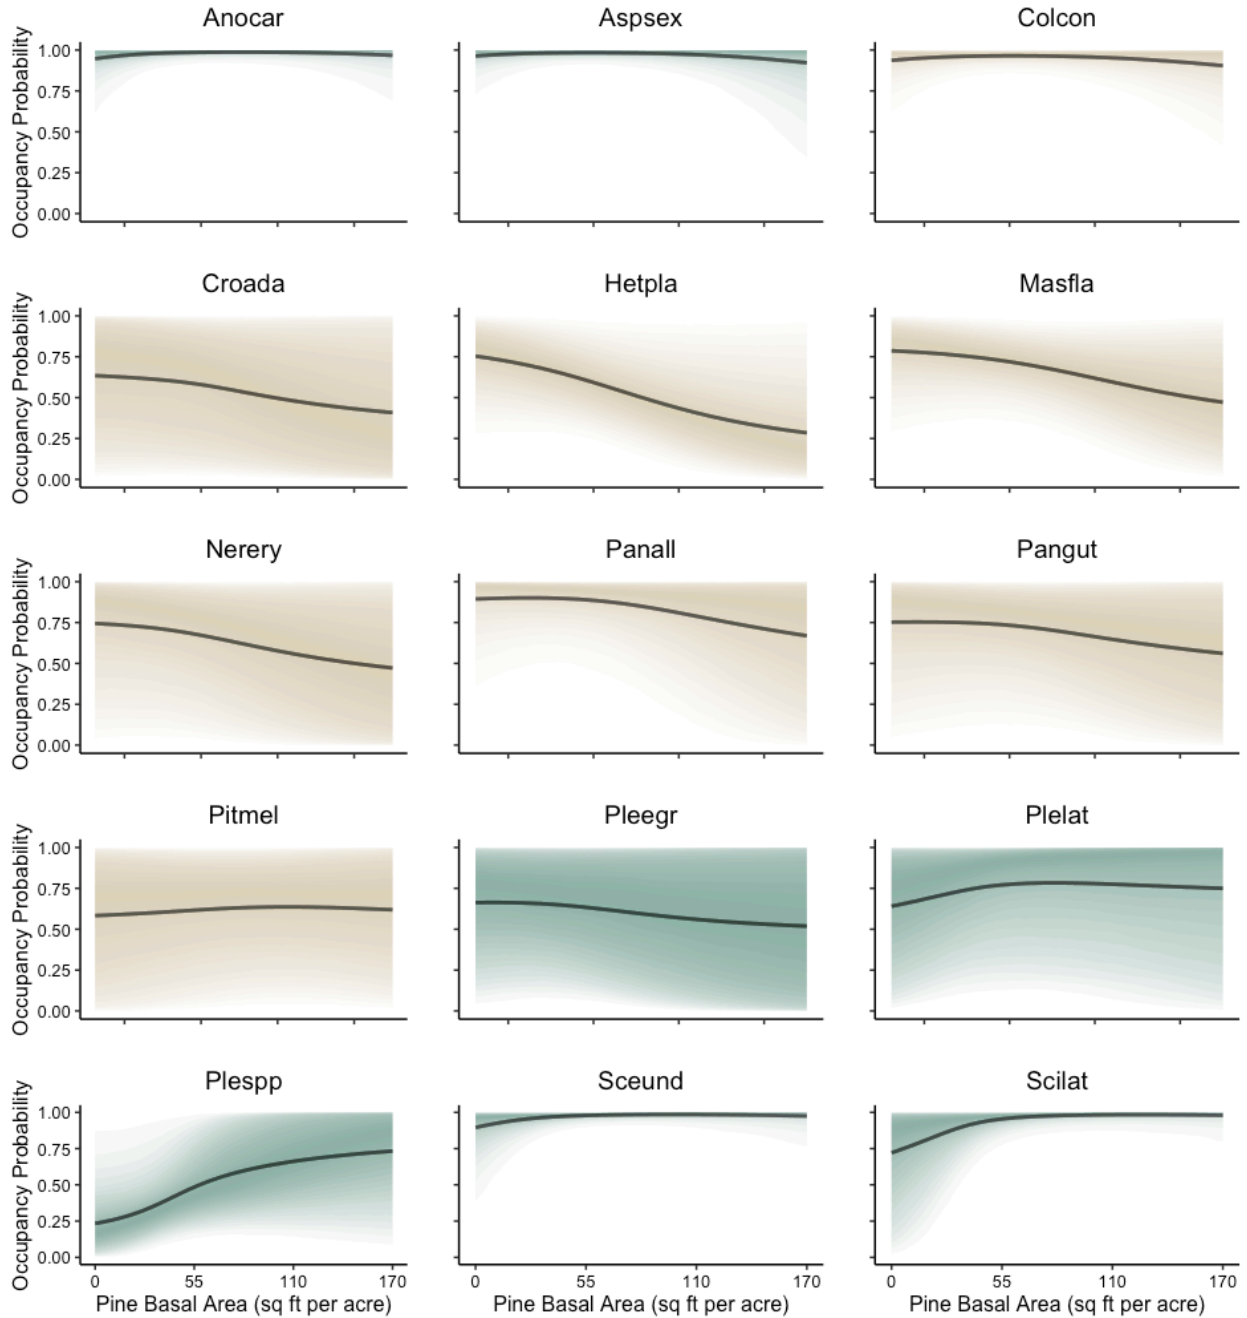 Anocar Aspsex Colcon
Occupancy Probability
1.00
0.75
0.50
0.25
0.00
Croada Hetpla Masfla
Occupancy Probability
1.00
0.75
0.50
0.25
0.00
Nerery Panall Pangut
Occupancy Probability
1.00
0.75
0.50
0.25
0.00
Pitmel Pleegr Plelat
Occupancy Probability
1.00
0.75
0.50
0.25
0.00
Plespp Sceund Scilat
Occupancy Probability
1.00
0.75
0.50
0.25
0.00
0 55 110 170 0 55 110 170 0 55 110 170
Pine Basal Area (sq ft per acre) Pine Basal Area (sq ft per acre) Pine Basal Area (sq ft per acre)